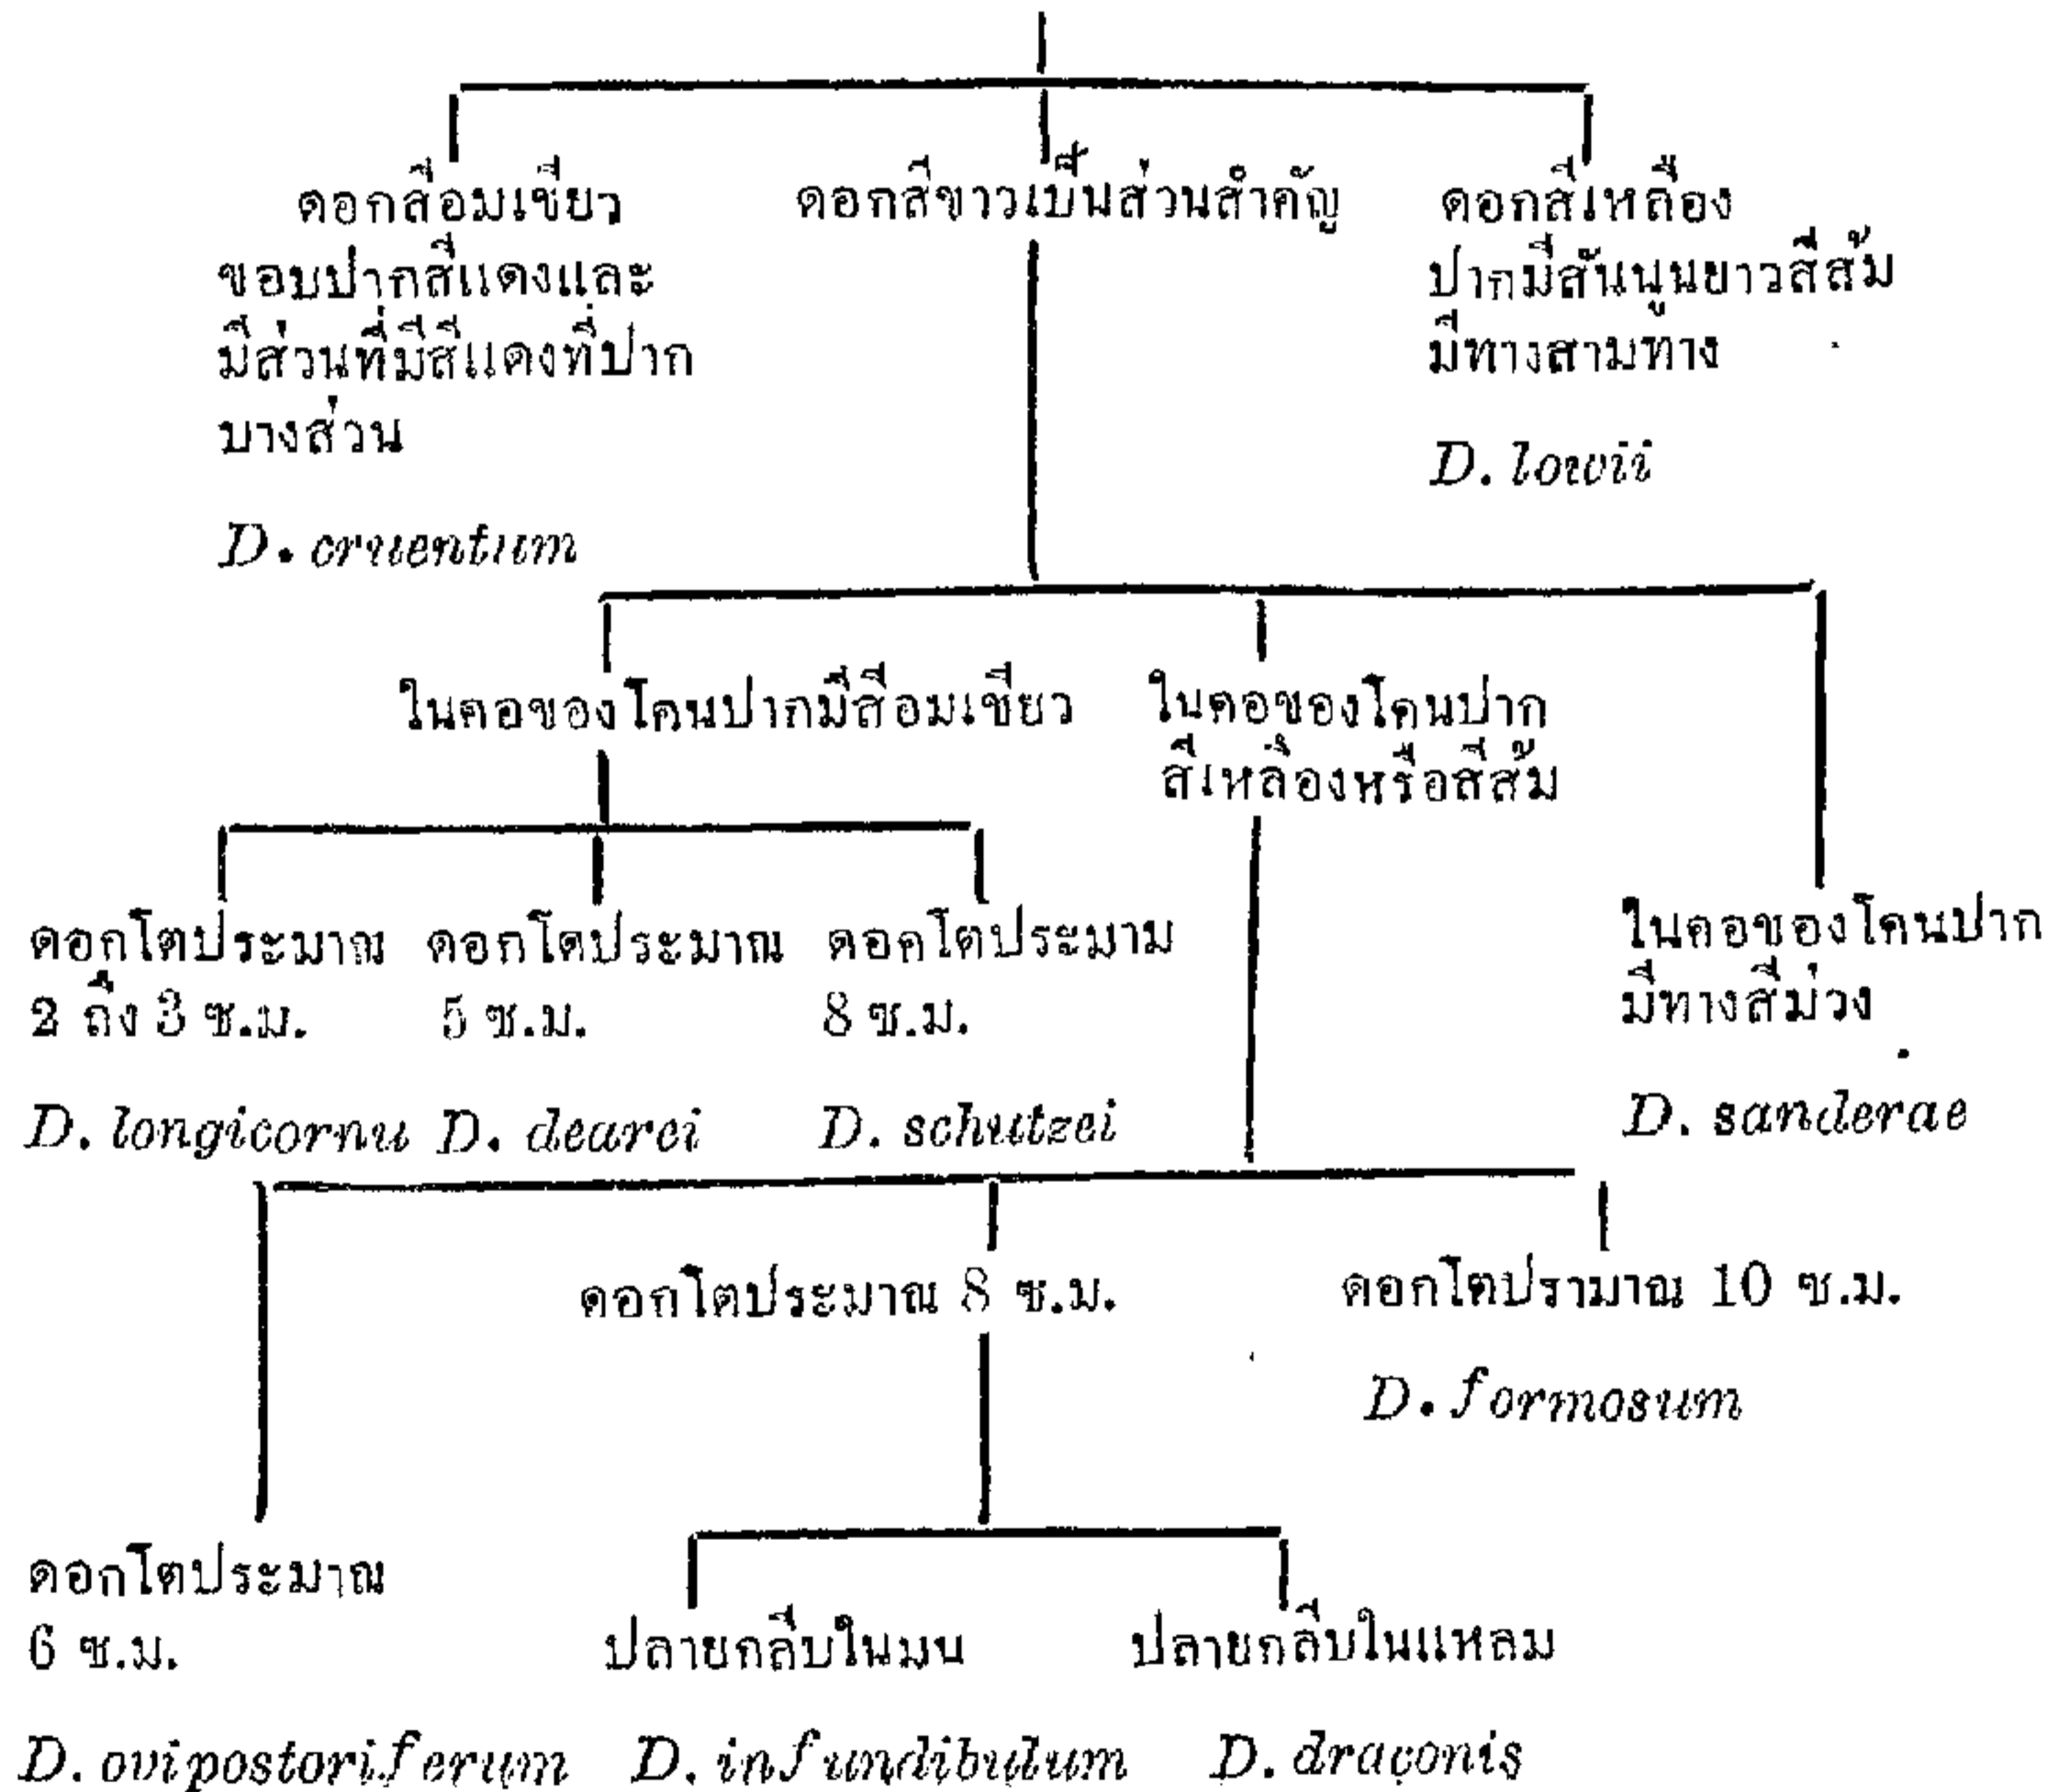 ดอกสีอมเขียว
ขอบปากสีแดงและ
มีส่วนที่มีสีแดงที่ปาก
บางส่วน
D. cruentum
ดอกสีขาวเป็นส่วนสำคัญ
ดอกสีเหลือง
ปากมีสันนูนยาวสีส้ม
มีทางสามทาง
D. lowii
ในคอของโคนปากมีสีอมเขียว
ในคอของโคนปาก
สีเหลืองหรือสีส้ม
ดอกโตประมาณ
2 ถึง 3 ซ.ม.
D. longicornu
ดอกโตประมาณ
5 ซ.ม.
D. dearei
ดอคโตประมาม
8 ซ.ม.
D. schutzei
ในคอของโคนปาก
มีทางสีม่วง
D. sanderae
ดอกโตประมาณ 8 ซ.ม.
ดอกโตปรามาณ 10 ซ.ม.
D. formosum
ดอกโตประมาณ
6 ซ.ม.
D. ovipostoriferum
ปลายกลีบในมน
D. infundibulum
ปลายกลีบในแหลม
D. draconis